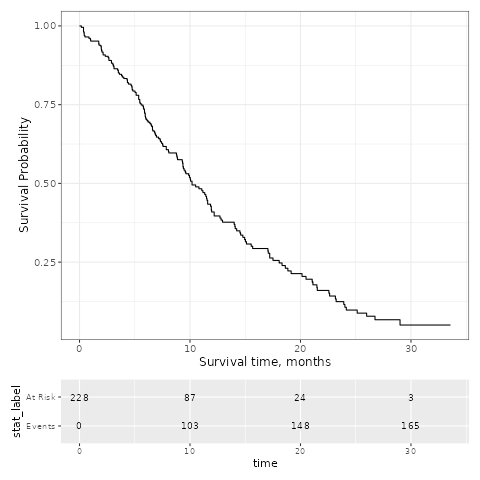 1.00
0.75
0.50
0.25
Survival Probability
0 10 20 30
Survival time, months
stat_label
At Risk 228 87 24 3
Events 0 103 148 165
0 10 20 30
time